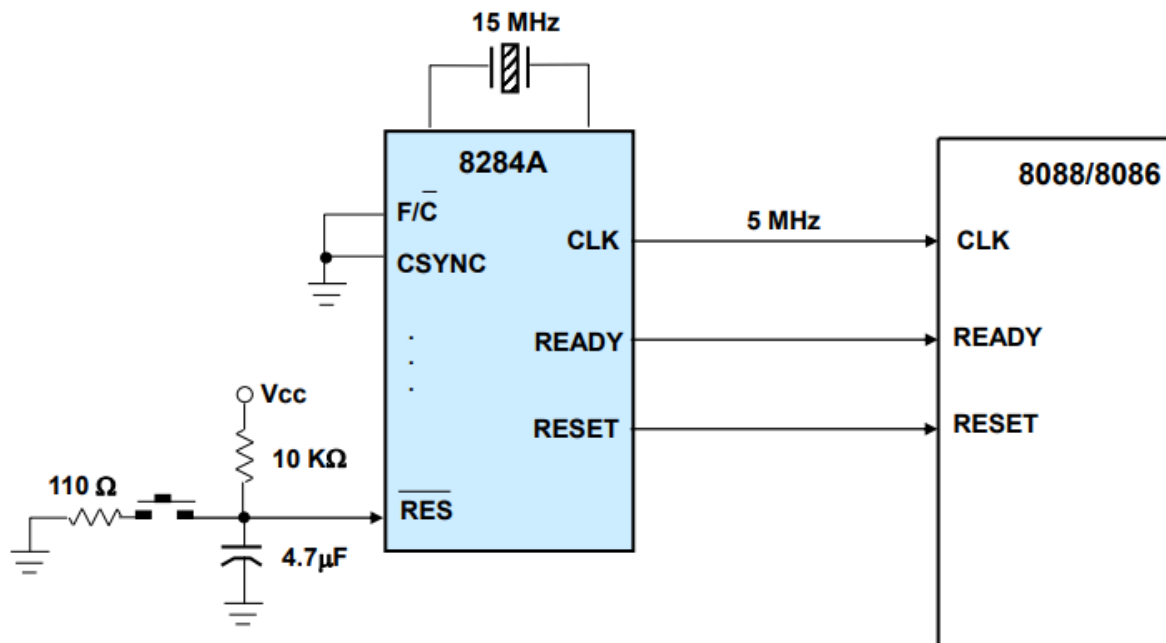 15 MHz
8284A
8088/8086
F/C̅
CLK
5 MHz
CLK
CSYNC
READY
READY
Vcc
RESET
RESET
10 KΩ
110 Ω
R̅E̅S̅
4.7μF